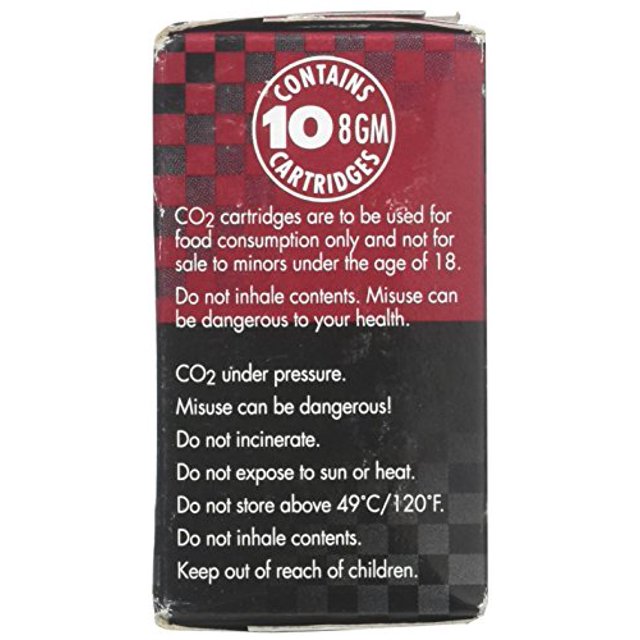 CONTAINS
10 8 GM
CARTRIDGES
CO2 cartridges are to be used for
food consumption only and not for
sale to minors under the age of 18.
Do not inhale contents. Misuse can
be dangerous to your health.
CO2 under pressure.
Misuse can be dangerous!
Do not incinerate.
Do not expose to sun or heat.
Do not store above 49°C/120°F.
Do not inhale contents.
Keep out of reach of children.